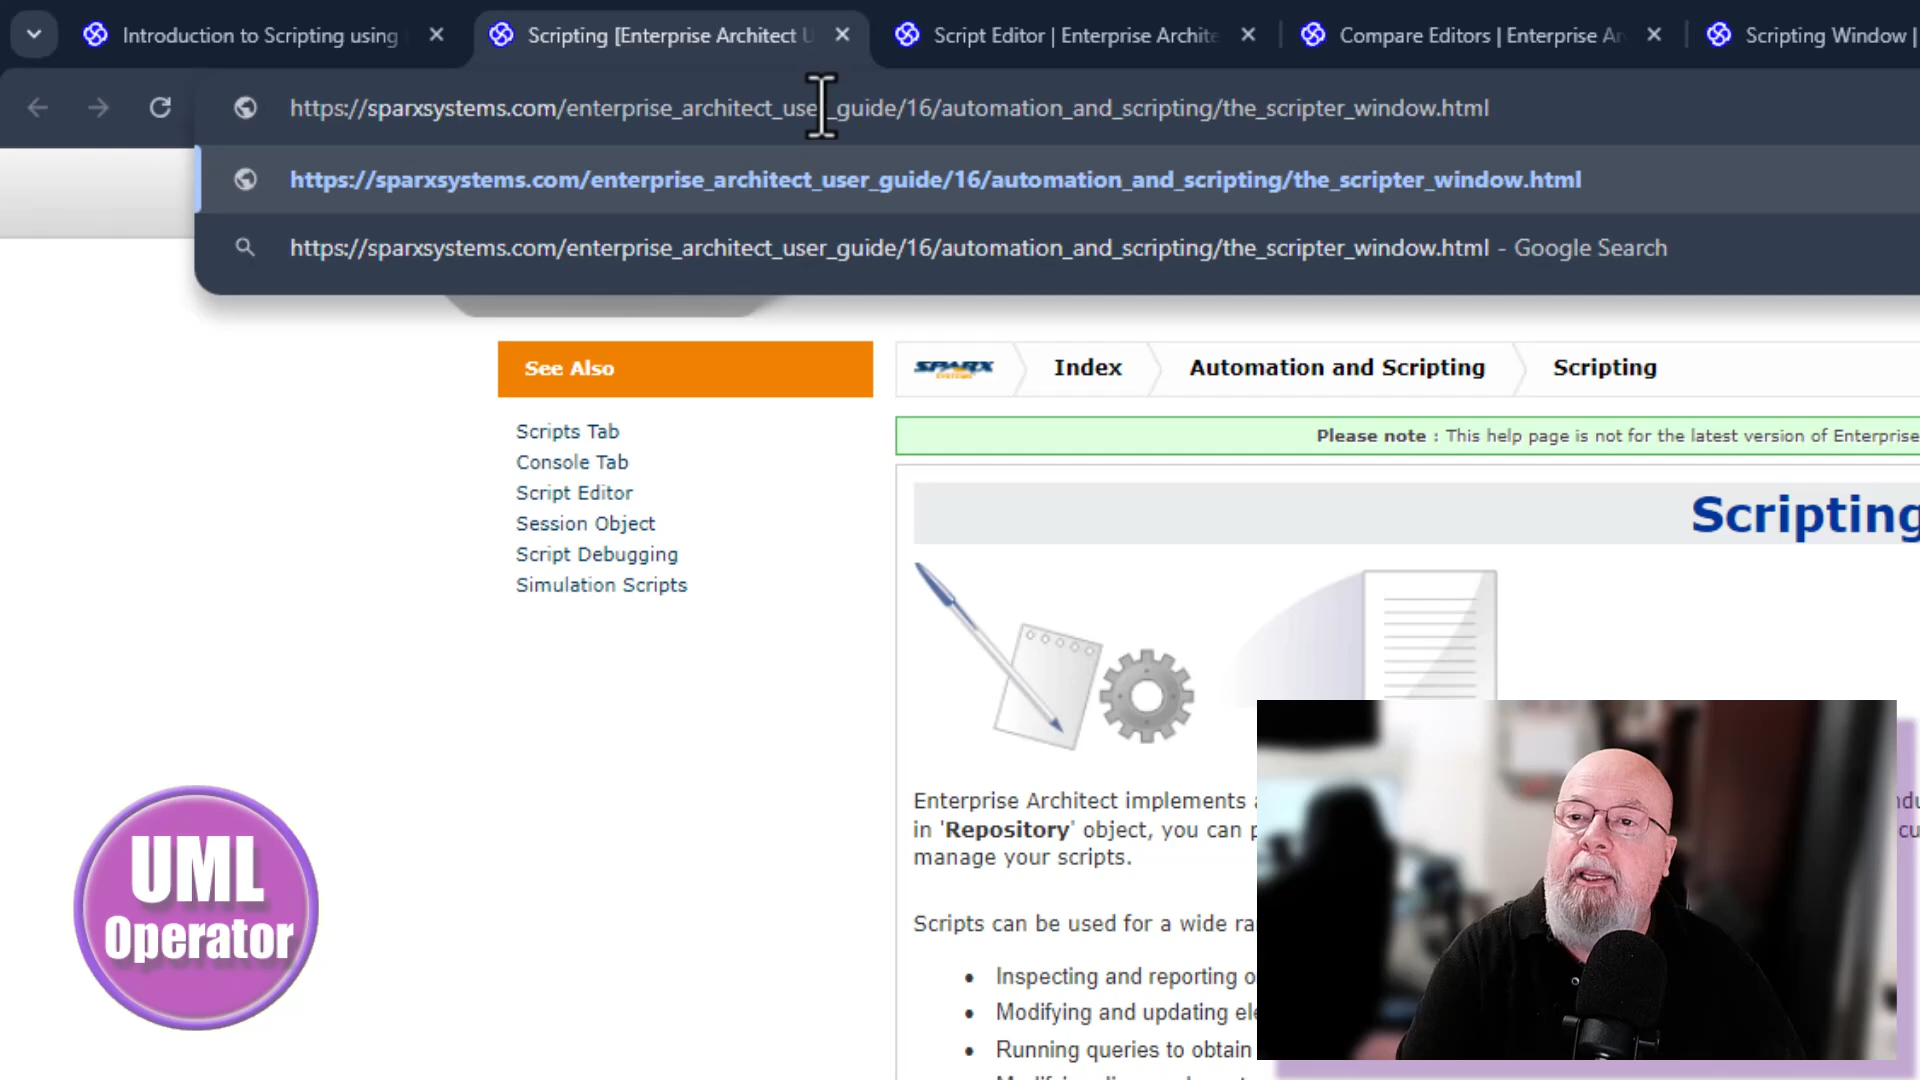 Introduction to Scripting using
Scripting [Enterprise Architect U
Script Editor | Enterprise Archite
Compare Editors | Enterprise Ar
Scripting Window |
https://sparxsystems.com/enterprise_architect_user_guide/16/automation_and_scripting/the_scripter_window.html
https://sparxsystems.com/enterprise_architect_user_guide/16/automation_and_scripting/the_scripter_window.html
https://sparxsystems.com/enterprise_architect_user_guide/16/automation_and_scripting/the_scripter_window.html - Google Search
See Also
SPARX SYSTEMS
Index
Automation and Scripting
Scripting
Scripts Tab
Console Tab
Script Editor
Session Object
Script Debugging
Simulation Scripts
Please note : This help page is not for the latest version of Enterprise
Scripting
Enterprise Architect implements
in 'Repository' object, you can
manage your scripts.
Scripts can be used for a wide
Inspecting and reporting
Modifying and updating
Running queries to obtain
UML
Operator